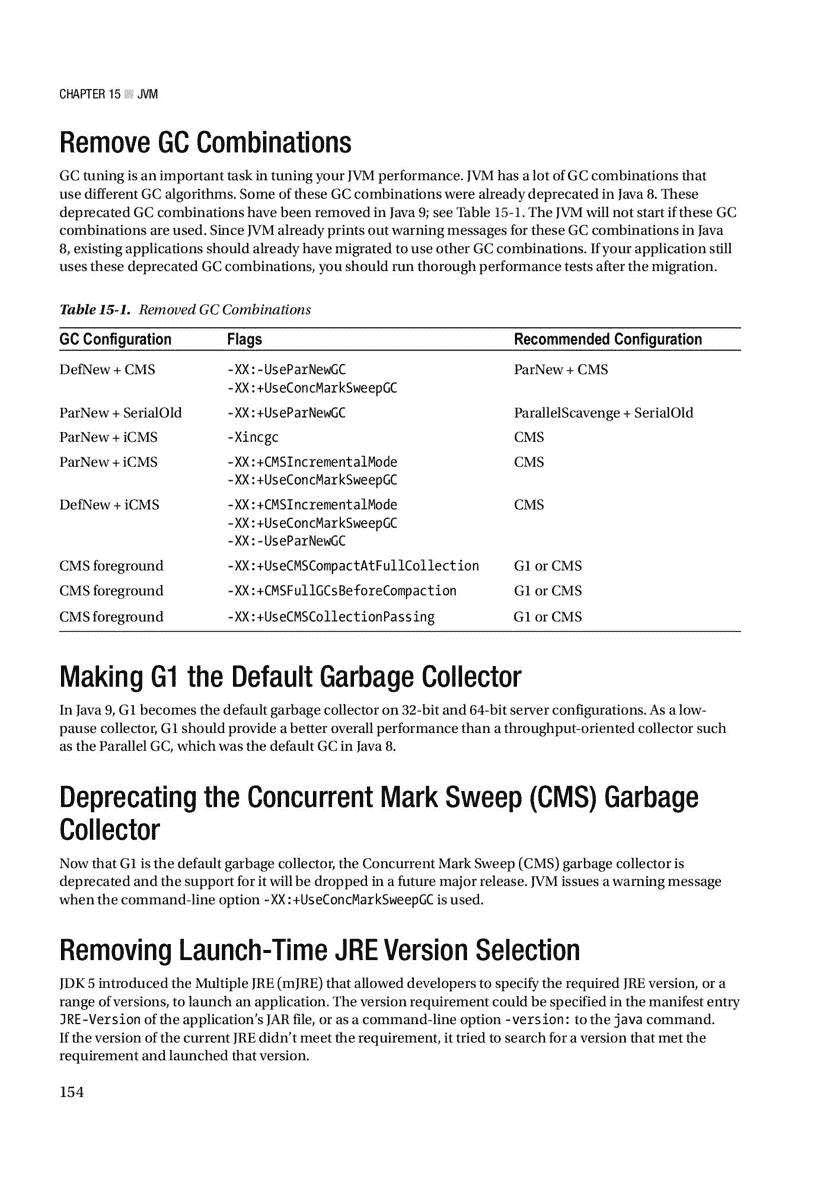 CHAPTER 15 ■ JVM
Remove GC Combinations
GC tuning is an important task in tuning your JVM performance. JVM has a lot of GC combinations that
use different GC algorithms. Some of these GC combinations were already deprecated in Java 8. These
deprecated GC combinations have been removed in Java 9; see Table 15-1. The JVM will not start if these GC
combinations are used. Since JVM already prints out warning messages for these GC combinations in Java
8, existing applications should already have migrated to use other GC combinations. If your application still
uses these deprecated GC combinations, you should run thorough performance tests after the migration.
Table 15-1. Removed GC Combinations
GC Configuration Flags Recommended Configuration
DefNew + CMS -XX:-UseParNewGC ParNew + CMS
-XX:+UseConcMarkSweepGC
ParNew + SerialOld -XX:+UseParNewGC ParallelScavenge + SerialOld
ParNew + iCMS -Xincgc CMS
ParNew + iCMS -XX:+CMSIncrementalMode CMS
-XX:+UseConcMarkSweepGC
DefNew + iCMS -XX:+CMSIncrementalMode CMS
-XX:+UseConcMarkSweepGC
-XX:-UseParNewGC
CMS foreground -XX:+UseCMSCompactAtFullCollection G1 or CMS
CMS foreground -XX:+CMSFullGCsBeforeCompaction G1 or CMS
CMS foreground -XX:+UseCMSCollectionPassing G1 or CMS
Making G1 the Default Garbage Collector
In Java 9, G1 becomes the default garbage collector on 32-bit and 64-bit server configurations. As a low-
pause collector, G1 should provide a better overall performance than a throughput-oriented collector such
as the Parallel GC, which was the default GC in Java 8.
Deprecating the Concurrent Mark Sweep (CMS) Garbage
Collector
Now that G1 is the default garbage collector, the Concurrent Mark Sweep (CMS) garbage collector is
deprecated and the support for it will be dropped in a future major release. JVM issues a warning message
when the command-line option -XX:+UseConcMarkSweepGC is used.
Removing Launch-Time JRE Version Selection
JDK 5 introduced the Multiple JRE (mJRE) that allowed developers to specify the required JRE version, or a
range of versions, to launch an application. The version requirement could be specified in the manifest entry
JRE-Version of the application's JAR file, or as a command-line option -version: to the java command.
If the version of the current JRE didn't meet the requirement, it tried to search for a version that met the
requirement and launched that version.
154